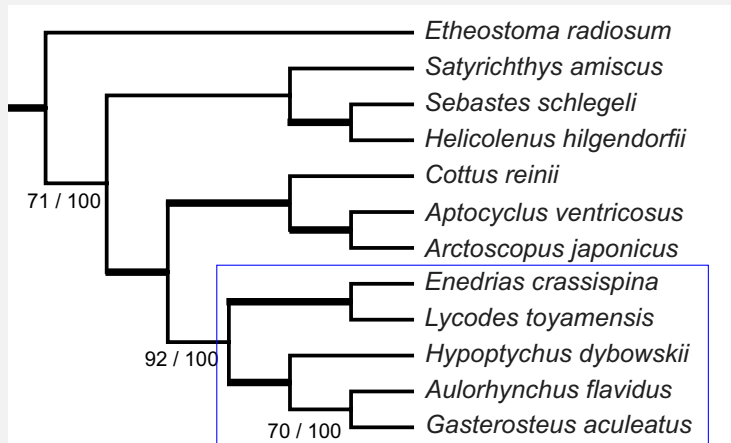 Etheostoma radiosum
Satyrichthys amiscus
Sebastes schlegeli
Helicolenus hilgendorfii
Cottus reinii
71 / 100
Aptocyclus ventricosus
Arctoscopus japonicus
Enedrias crassispina
Lycodes toyamensis
Hypoptychus dybowskii
92 / 100
Aulorhynchus flavidus
Gasterosteus aculeatus
70 / 100